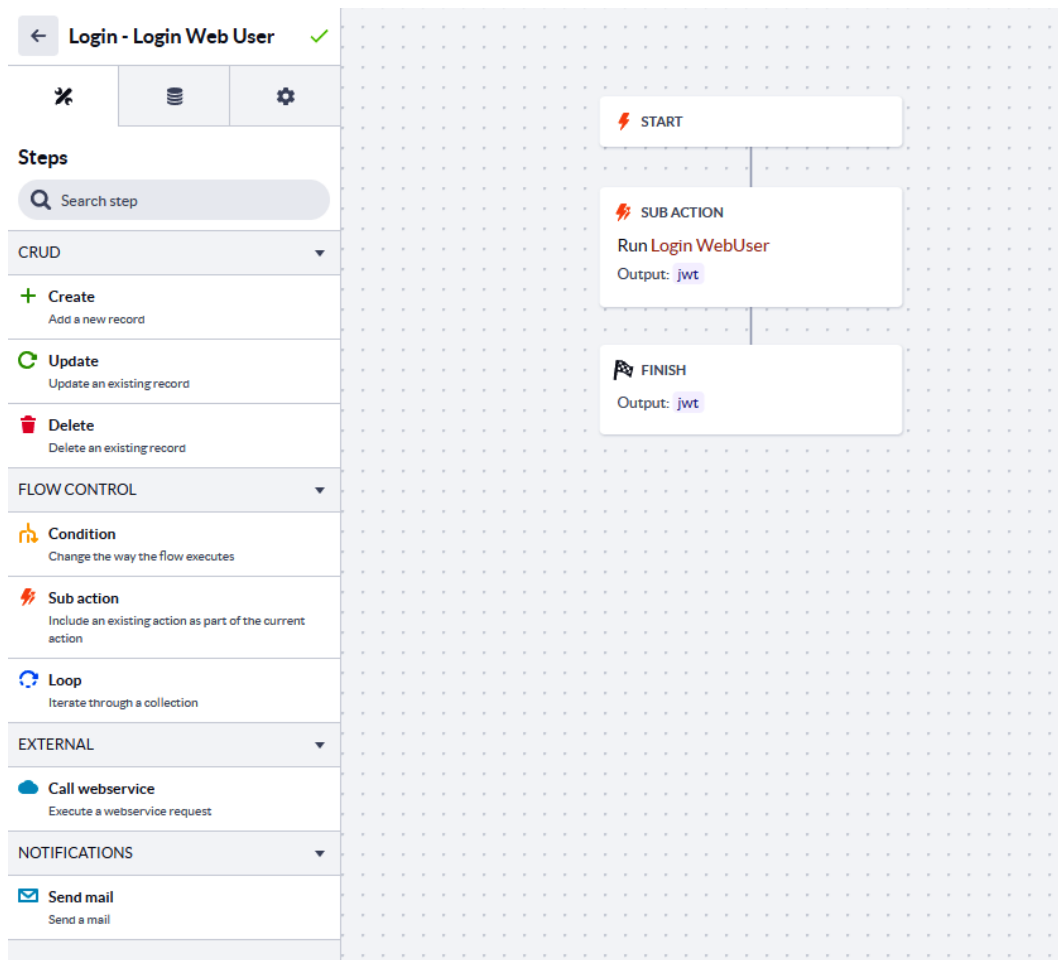 Login - Login Web User
Steps
Search step
CRUD
Create
Add a new record
Update
Update an existing record
Delete
Delete an existing record
FLOW CONTROL
Condition
Change the way the flow executes
Sub action
Include an existing action as part of the current
action
Loop
Iterate through a collection
EXTERNAL
Call webservice
Execute a webservice request
NOTIFICATIONS
Send mail
Send a mail
START
SUB ACTION
Run Login WebUser
Output: jwt
FINISH
Output: jwt